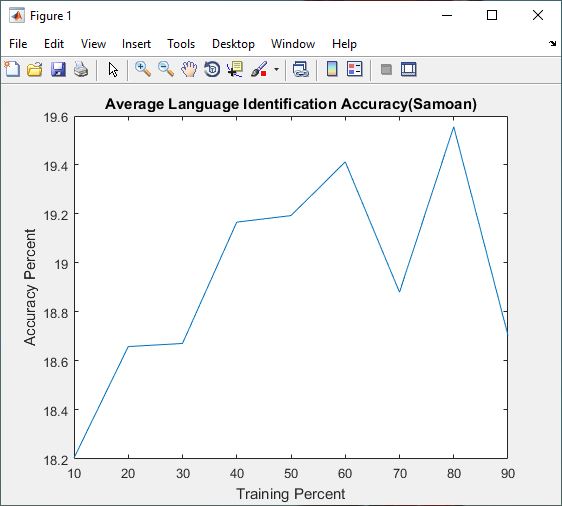 Figure 1
File Edit View Insert Tools Desktop Window Help
Average Language Identification Accuracy(Samoan)
19.6
19.4
19.2
19
18.8
18.6
18.4
18.2
Accuracy Percent
10 20 30 40 50 60 70 80 90
Training Percent